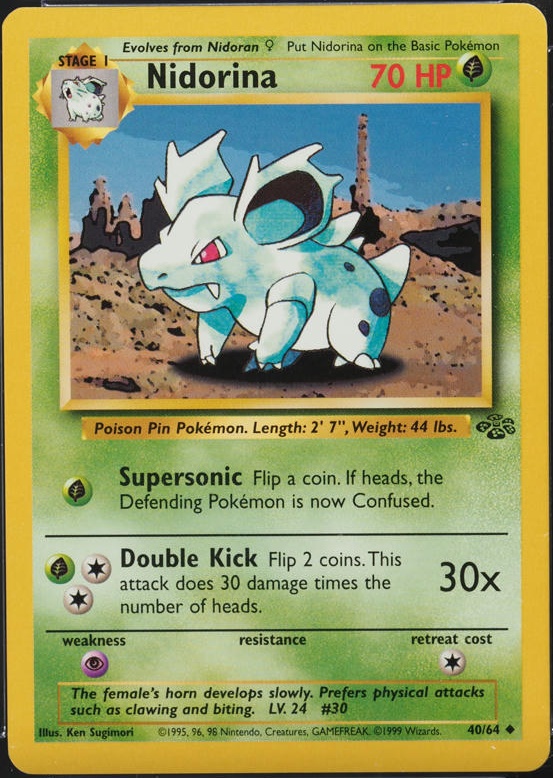 Evolves from Nidoran ♀ Put Nidorina on the Basic Pokémon
STAGE 1
Nidorina 70 HP
Poison Pin Pokémon. Length: 2' 7", Weight: 44 lbs.
Supersonic Flip a coin. If heads, the
Defending Pokémon is now Confused.
Double Kick Flip 2 coins. This
attack does 30 damage times the
number of heads.
30x
weakness resistance retreat cost
The female's horn develops slowly. Prefers physical attacks
such as clawing and biting. LV. 24 #30
Illus. Ken Sugimori ©1995, 96, 98 Nintendo, Creatures, GAMEFREAK. ©1999 Wizards. 40/64 ◆